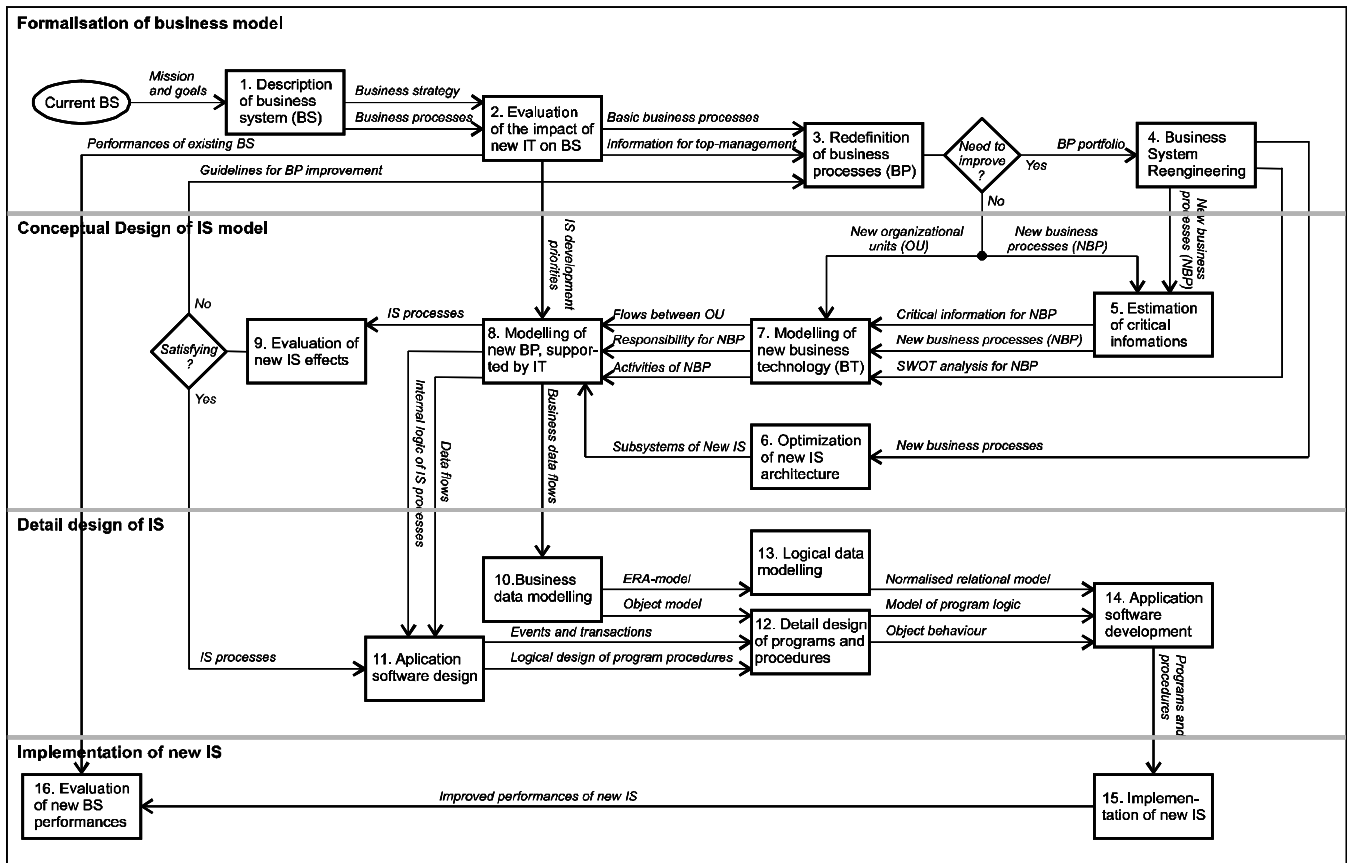 Formalisation of business model
Current BS
Mission
and goals
1. Description
of business
system (BS)
Business strategy
Business processes
2. Evaluation
of the impact of
new IT on BS
Basic business processes
Information for top-management
3. Redefinition
of business
processes (BP)
Need to
improve
?
Yes
No
BP portfolio
4. Business
System
Reengineering
Performances of existing BS
Guidelines for BP improvement
Conceptual Design of IS model
IS development
priorities
New organizational
units (OU)
New business
processes (NBP)
New business
processes (NBP)
No
Satisfying
?
Yes
9. Evaluation of
new IS effects
IS processes
8. Modelling of
new BP, suppor-
ted by IT
Flows between OU
Responsibility for NBP
Activities of NBP
7. Modelling of
new business
technology (BT)
Critical information for NBP
New business processes (NBP)
SWOT analysis for NBP
5. Estimation
of critical
infomations
Internal logic of IS processes
Data flows
Business data flows
Subsystems of New IS
6. Optimization
of new IS
architecture
New business processes
Detail design of IS
10.Business
data modelling
ERA-model
Object model
13. Logical data
modelling
Normalised relational model
Model of program logic
Object behaviour
14. Application
software
development
12. Detail design
of programs and
procedures
Events and transactions
Logical design of program procedures
IS processes
11. Aplication
software design
Programs and
procedures
Implementation of new IS
16. Evaluation
of new BS
performances
Improved performances of new IS
15. Implemen-
tation of new IS